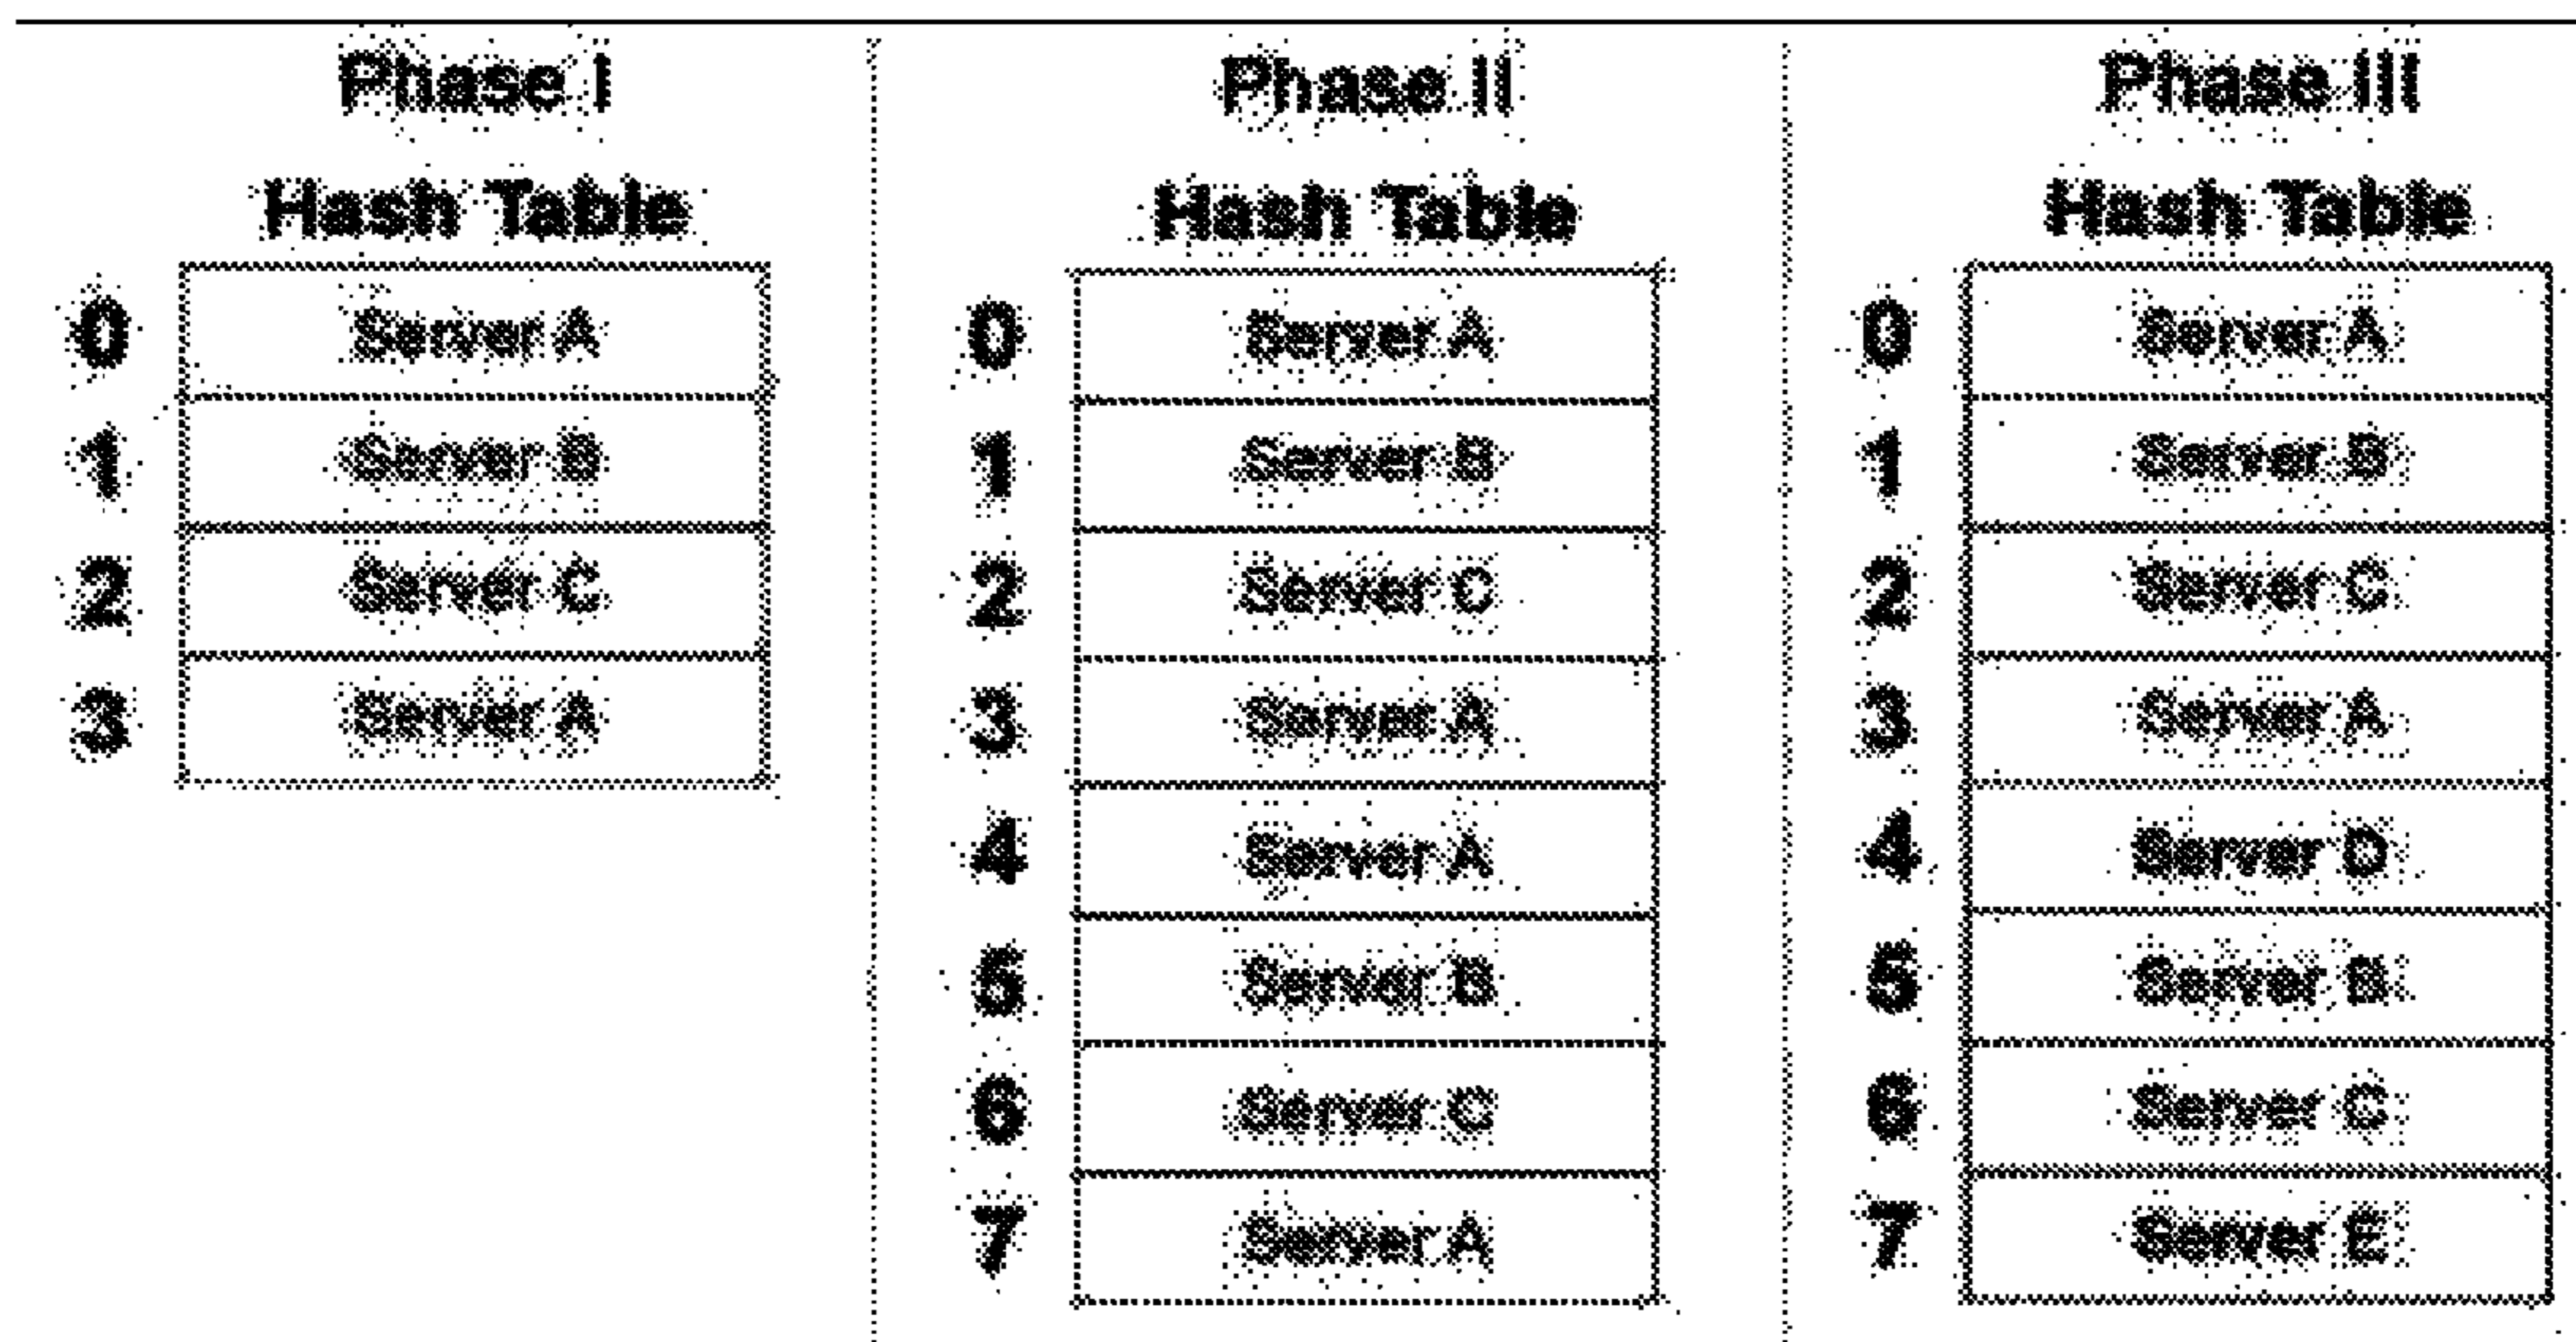 Phase I
Hash Table
0 Server A
1 Server B
2 Server C
3 Server A
Phase II
Hash Table
0 Server A
1 Server B
2 Server C
3 Server A
4 Server A
5 Server B
6 Server C
7 Server A
Phase III
Hash Table
0 Server A
1 Server B
2 Server C
3 Server A
4 Server D
5 Server B
6 Server C
7 Server E